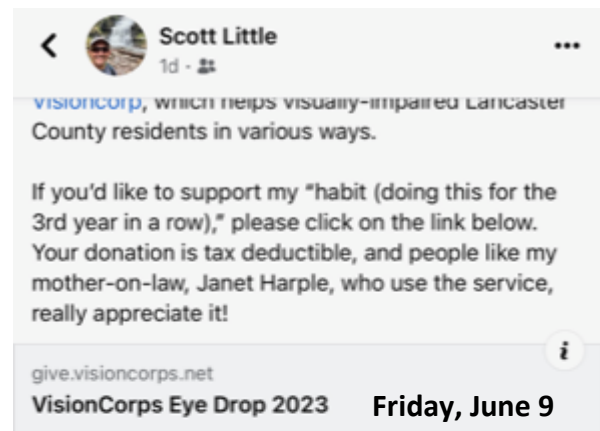 Scott Little
1d
Visioncorp, which helps visually-impaired Lancaster
County residents in various ways.
If you'd like to support my "habit (doing this for the
3rd year in a row)," please click on the link below.
Your donation is tax deductible, and people like my
mother-on-law, Janet Harple, who use the service,
really appreciate it!
i
give.visioncorps.net
VisionCorps Eye Drop 2023 Friday, June 9